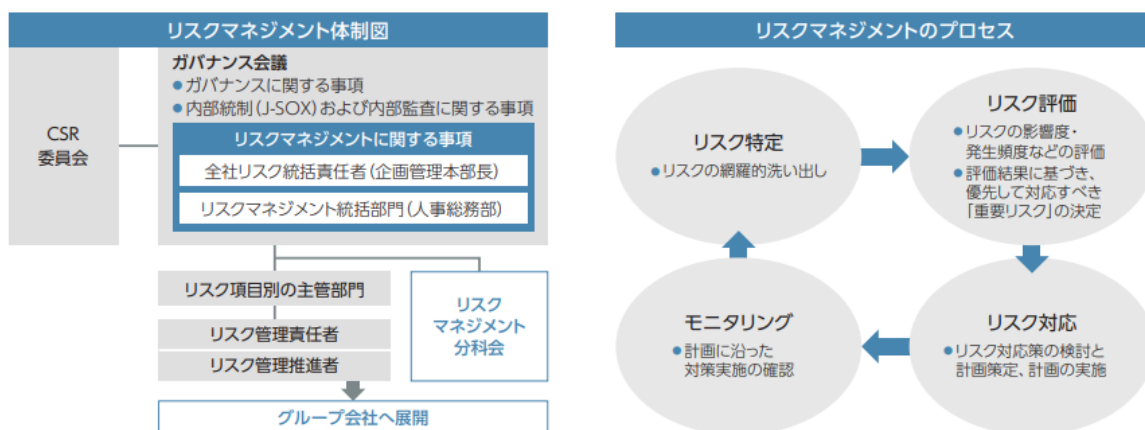 リスクマネジメント体制図
CSR
委員会
ガバナンス会議
●ガバナンスに関する事項
●内部統制(J-SOX)および内部監査に関する事項
リスクマネジメントに関する事項
全社リスク統括責任者(企画管理本部長)
リスクマネジメント統括部門(人事総務部)
リスク項目別の主管部門
リスク管理責任者
リスク管理推進者
リスク
マネジメント
分科会
グループ会社へ展開
リスクマネジメントのプロセス
リスク特定
●リスクの網羅的洗い出し
リスク評価
●リスクの影響度・
発生頻度などの評価
●評価結果に基づき、
優先して対応すべき
「重要リスク」の決定
リスク対応
●リスク対応策の検討と
計画策定、計画の実施
モニタリング
●計画に沿った
対策実施の確認